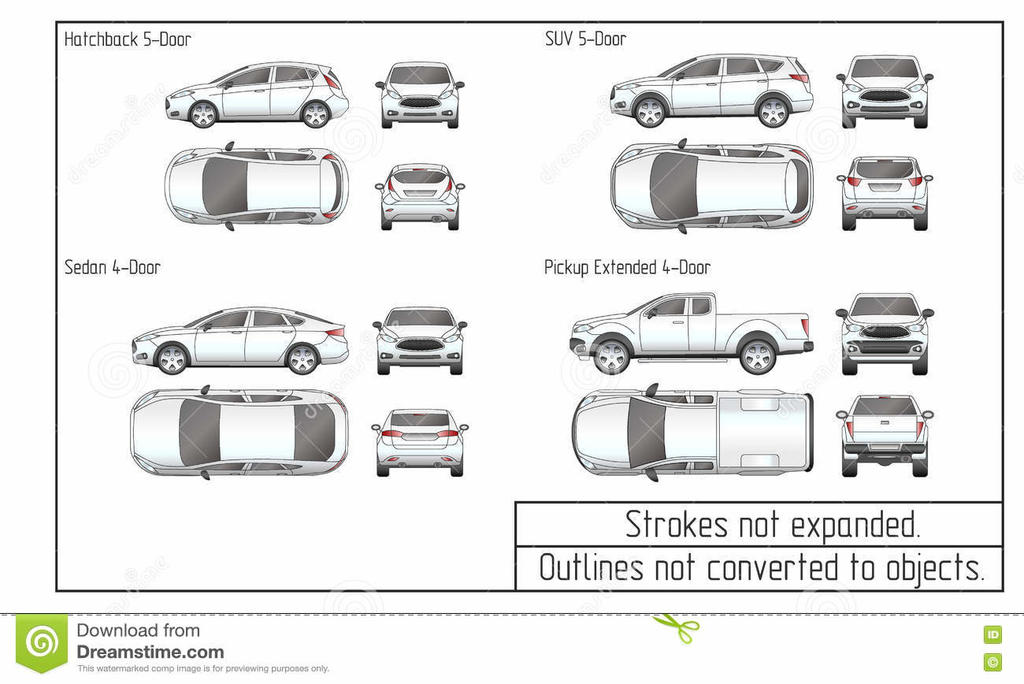 Hatchback 5-Door
SUV 5-Door
Sedan 4-Door
Pickup Extended 4-Door
Strokes not expanded.
Outlines not converted to objects.
Download from
Dreamstime.com
This watermarked comp image is for previewing purposes only.
ID
©